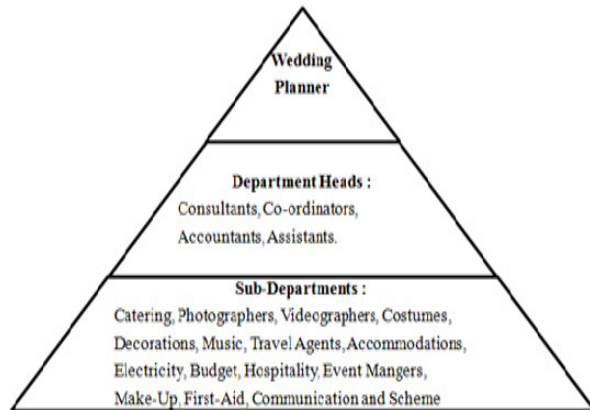 Wedding
Planner
Department Heads :
Consultants, Co-ordinators,
Accountants, Assistants.
Sub-Departments :
Catering, Photographers, Videographers, Costumes,
Decorations, Music, Travel Agents, Accommodations,
Electricity, Budget, Hospitality, Event Mangers,
Make-Up, First-Aid, Communication and Scheme